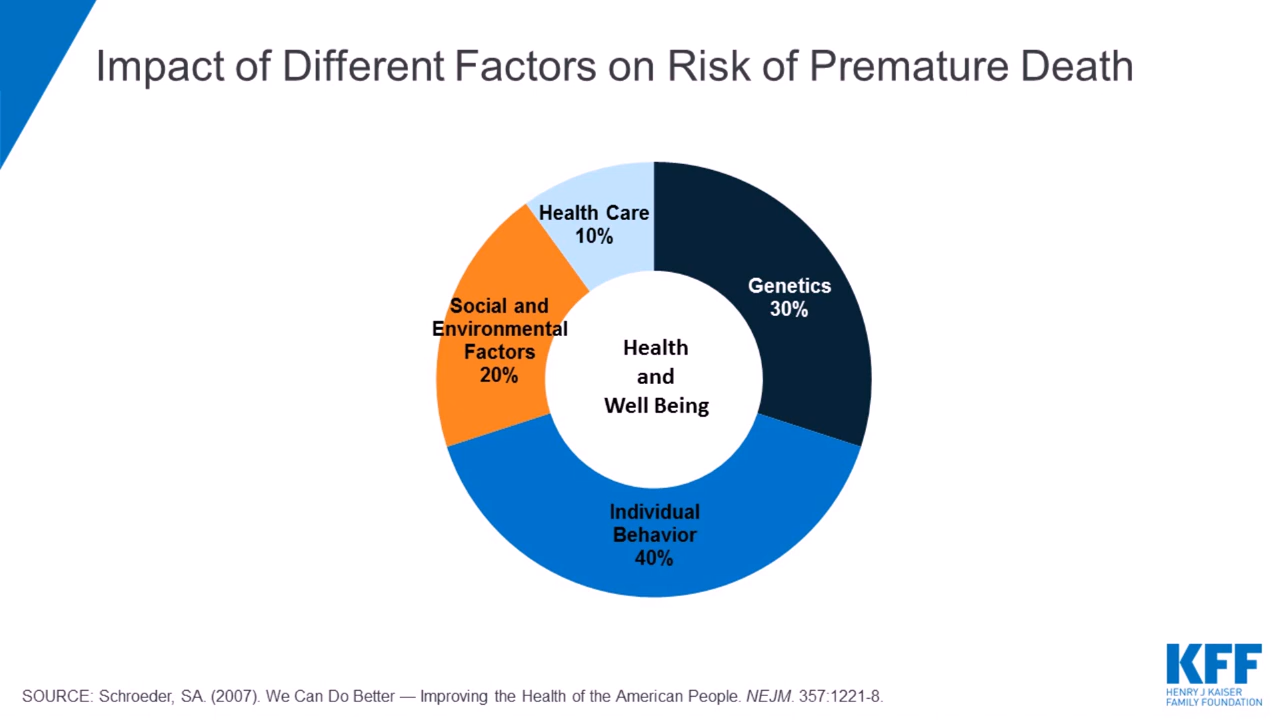 Impact of Different Factors on Risk of Premature Death
Health Care
10%
Genetics
30%
Social and
Environmental
Factors
20%
Health
and
Well Being
Individual
Behavior
40%
KFF
HENRY J KAISER
FAMILY FOUNDATION
SOURCE: Schroeder, SA. (2007). We Can Do Better — Improving the Health of the American People. NEJM. 357:1221-8.